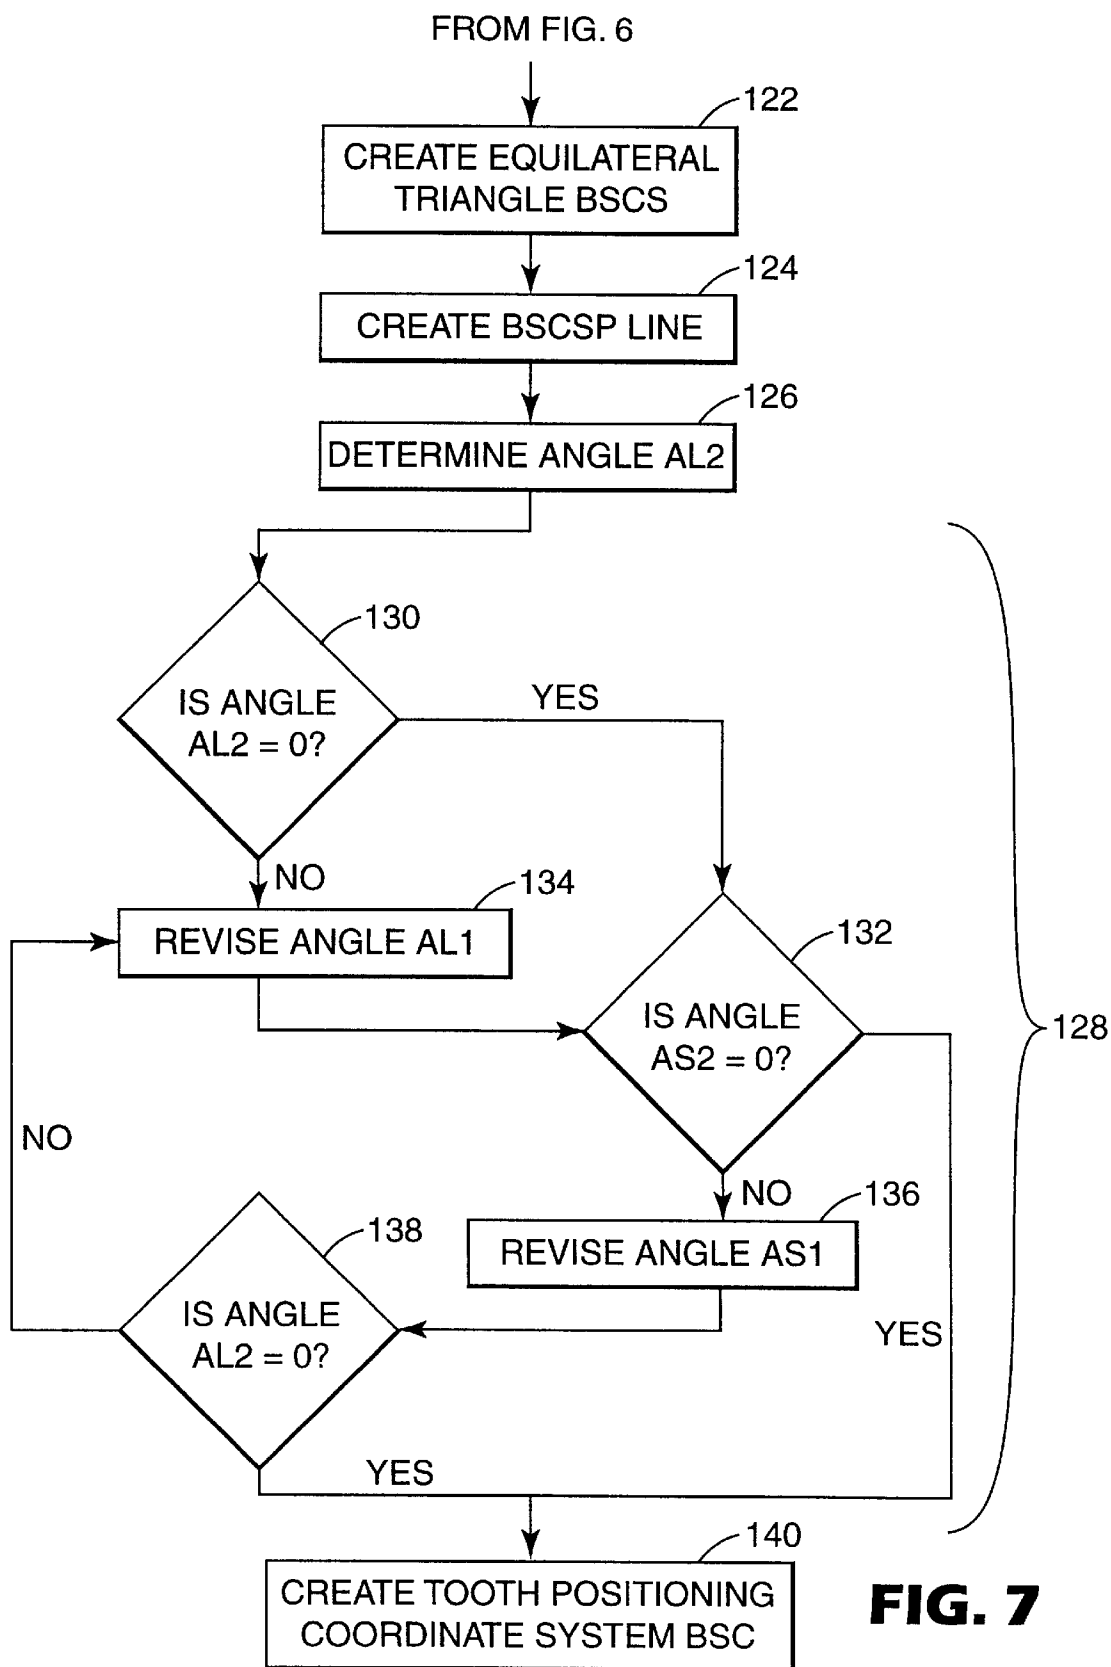 FROM FIG. 6
122
CREATE EQUILATERAL
TRIANGLE BSCS
124
CREATE BSCSP LINE
126
DETERMINE ANGLE AL2
130
IS ANGLE
AL2 = 0?
YES
NO
134
REVISE ANGLE AL1
132
IS ANGLE
AS2 = 0?
128
NO
NO
136
REVISE ANGLE AS1
138
IS ANGLE
AL2 = 0?
YES
YES
140
CREATE TOOTH POSITIONING
COORDINATE SYSTEM BSC
FIG. 7